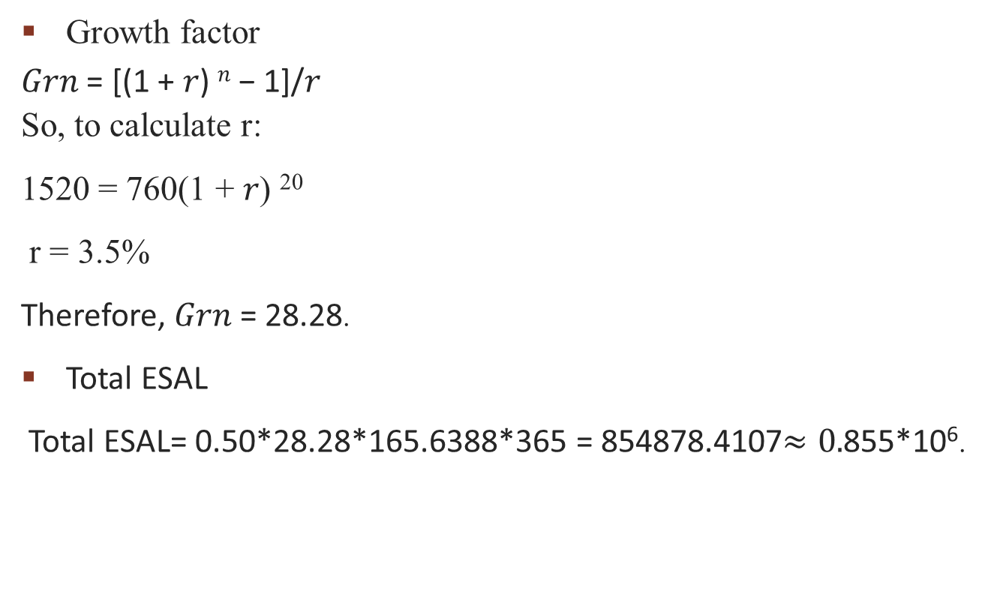 ▪ Growth factor
𝐺𝑟𝑛 = [(1 + 𝑟) ⁿ − 1]/𝑟
So, to calculate r:
1520 = 760(1 + 𝑟) ²⁰
r = 3.5%
Therefore, 𝐺𝑟𝑛 = 28.28.
▪ Total ESAL
Total ESAL= 0.50*28.28*165.6388*365 = 854878.4107≈ 0.855*10⁶.